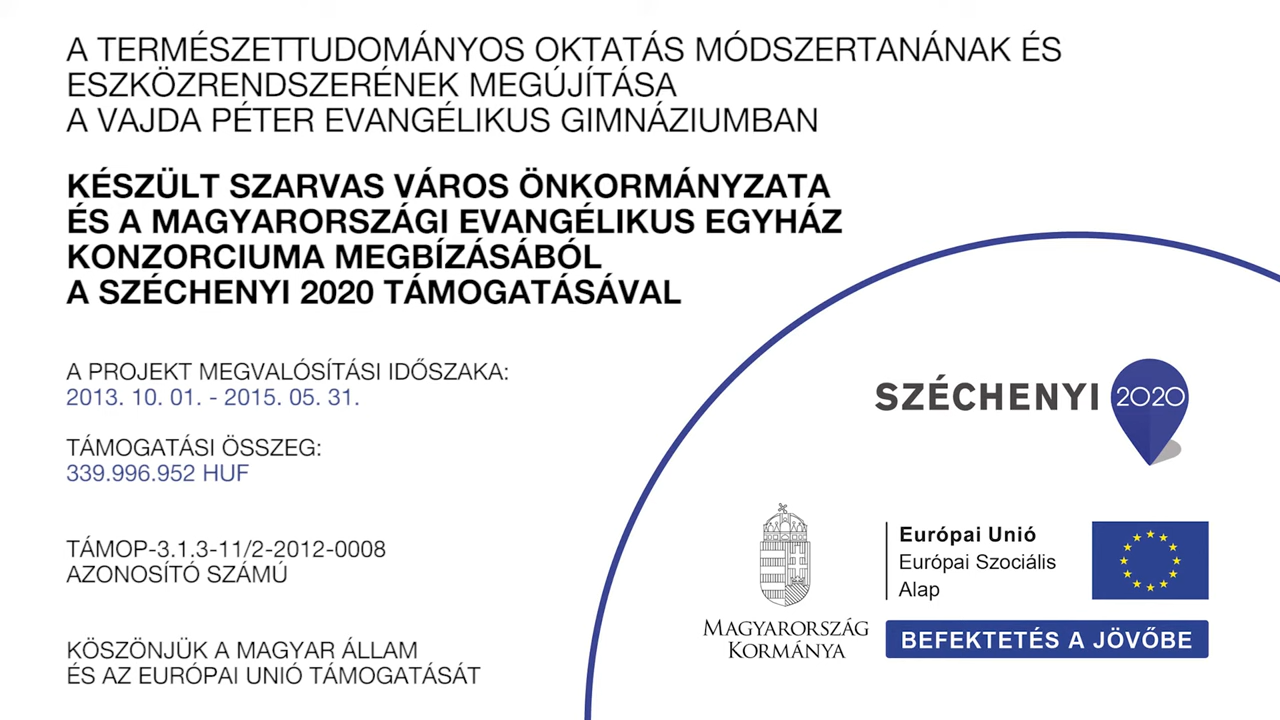 A TERMÉSZETTUDOMÁNYOS OKTATÁS MÓDSZERTANÁNAK ÉS
ESZKÖZRENDSZERÉNEK MEGÚJÍTÁSA
A VAJDA PÉTER EVANGÉLIKUS GIMNÁZIUMBAN
KÉSZÜLT SZARVAS VÁROS ÖNKORMÁNYZATA
ÉS A MAGYARORSZÁGI EVANGÉLIKUS EGYHÁZ
KONZORCIUMA MEGBÍZÁSÁBÓL
A SZÉCHENYI 2020 TÁMOGATÁSÁVAL
A PROJEKT MEGVALÓSÍTÁSI IDŐSZAKA:
2013. 10. 01. - 2015. 05. 31.
TÁMOGATÁSI ÖSSZEG:
339.996.952 HUF
TÁMOP-3.1.3-11/2-2012-0008
AZONOSÍTÓ SZÁMÚ
KÖSZÖNJÜK A MAGYAR ÁLLAM
ÉS AZ EURÓPAI UNIÓ TÁMOGATÁSÁT
SZÉCHENYI 2020
MAGYARORSZÁG
KORMÁNYA
Európai Unió
Európai Szociális
Alap
BEFEKTETÉS A JÖVŐBE